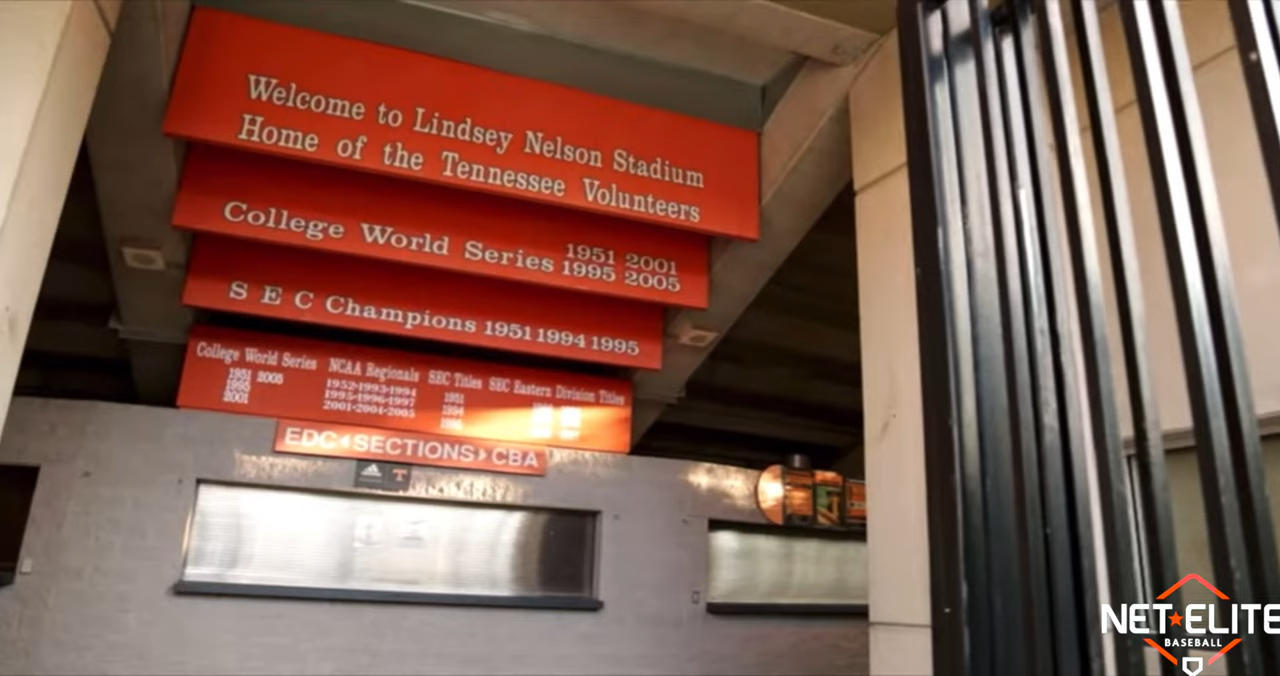 Welcome to Lindsey Nelson Stadium
Home of the Tennessee Volunteers
College World Series 1951 2001
1995 2005
S E C Champions 1951 1994 1995
College World Series NCAA Regionals SEC Titles SEC Eastern Division Titles
1951 2005 1952-1993-1994 1951
1995 1995-1996-1997 1994
2001 2001-2004-2005 1995
EDC◂SECTIONS▸CBA
T
NET★ELITE
BASEBALL